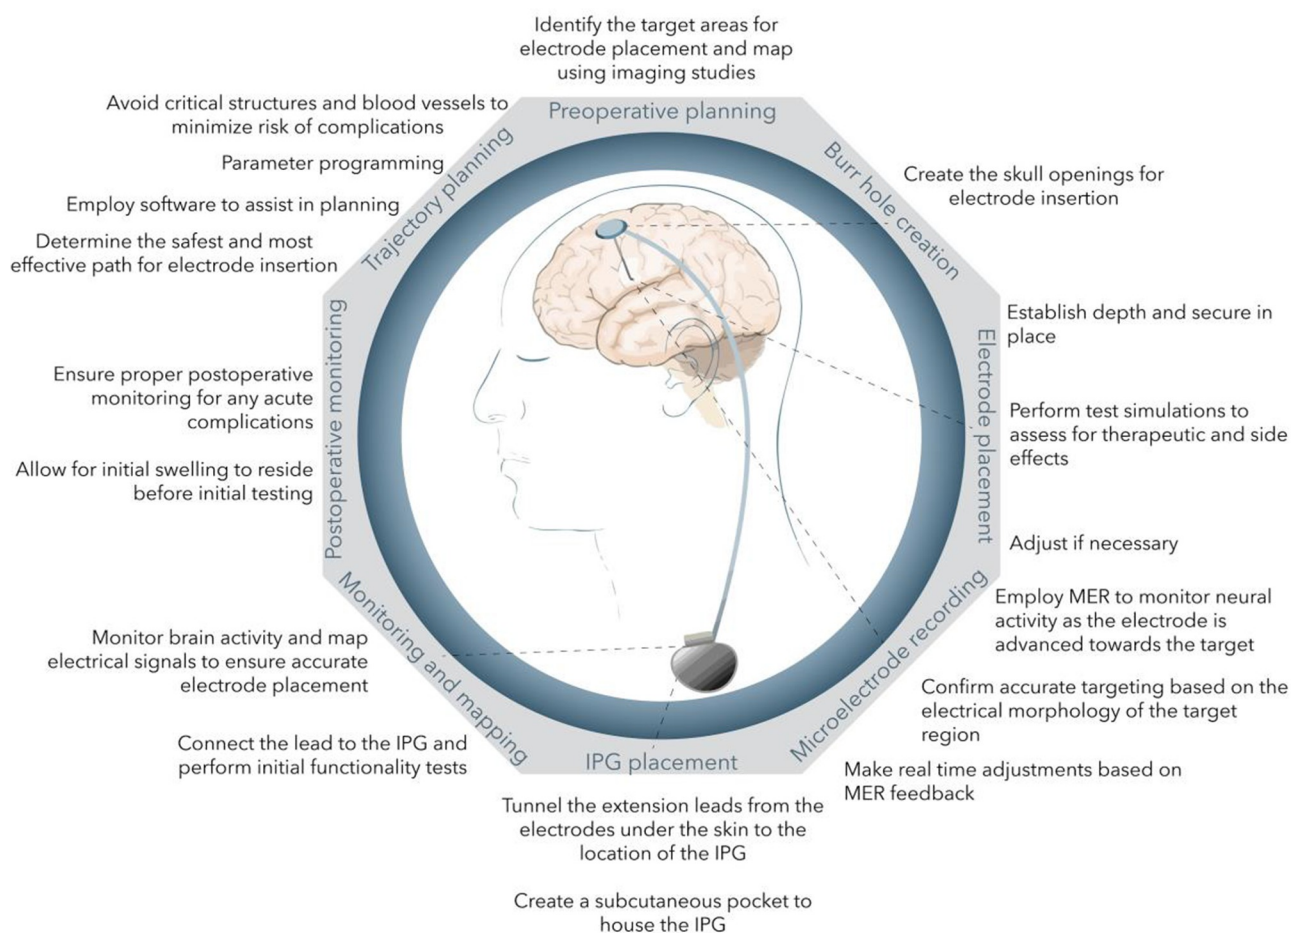 Identify the target areas for
electrode placement and map
using imaging studies
Preoperative planning
Burr hole creation
Create the skull openings for
electrode insertion
Electrode placement
Establish depth and secure in
place
Perform test simulations to
assess for therapeutic and side
effects
Adjust if necessary
Microelectrode recording
Employ MER to monitor neural
activity as the electrode is
advanced towards the target
Confirm accurate targeting based on the
electrical morphology of the target
region
Make real time adjustments based on
MER feedback
IPG placement
Tunnel the extension leads from the
electrodes under the skin to the
location of the IPG
Create a subcutaneous pocket to
house the IPG
Monitoring and mapping
Monitor brain activity and map
electrical signals to ensure accurate
electrode placement
Connect the lead to the IPG and
perform initial functionality tests
Postoperative monitoring
Ensure proper postoperative
monitoring for any acute
complications
Allow for initial swelling to reside
before initial testing
Trajectory planning
Avoid critical structures and blood vessels to
minimize risk of complications
Parameter programming
Employ software to assist in planning
Determine the safest and most
effective path for electrode insertion